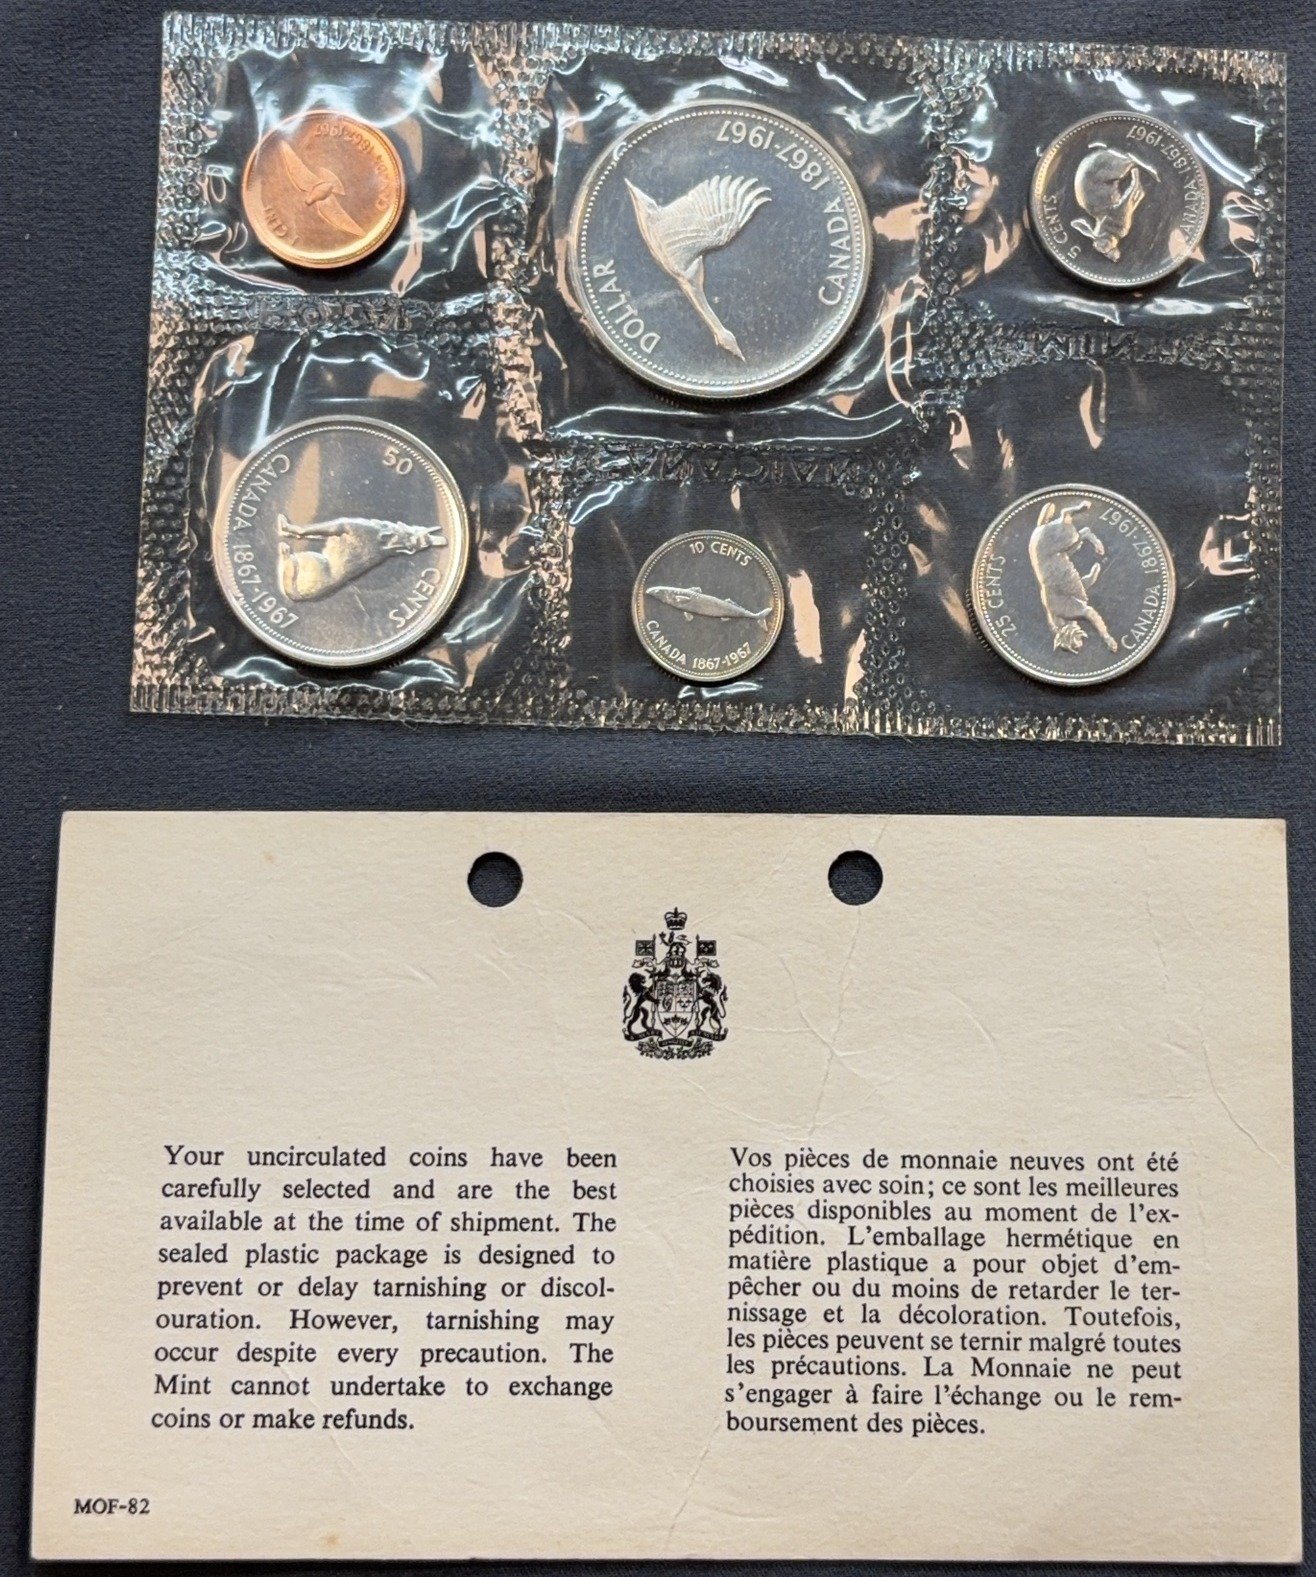 CANADA 1867-1967
1 CENT
1867-1967
CANADA
DOLLAR
CANADA 1867-1967
5 CENTS
ROYAL
MINT
CANADIAN
50 CENTS
CANADA 1867-1967
10 CENTS
CANADA 1867-1967
25 CENTS
CANADA 1867-1967
Your uncirculated coins have been
carefully selected and are the best
available at the time of shipment. The
sealed plastic package is designed to
prevent or delay tarnishing or discol-
ouration. However, tarnishing may
occur despite every precaution. The
Mint cannot undertake to exchange
coins or make refunds.
MOF-82
Vos pièces de monnaie neuves ont été
choisies avec soin; ce sont les meilleures
pièces disponibles au moment de l'ex-
pédition. L'emballage hermétique en
matière plastique a pour objet d'em-
pêcher ou du moins de retarder le ter-
nissage et la décoloration. Toutefois,
les pièces peuvent se ternir malgré toutes
les précautions. La Monnaie ne peut
s'engager à faire l'échange ou le rem-
boursement des pièces.